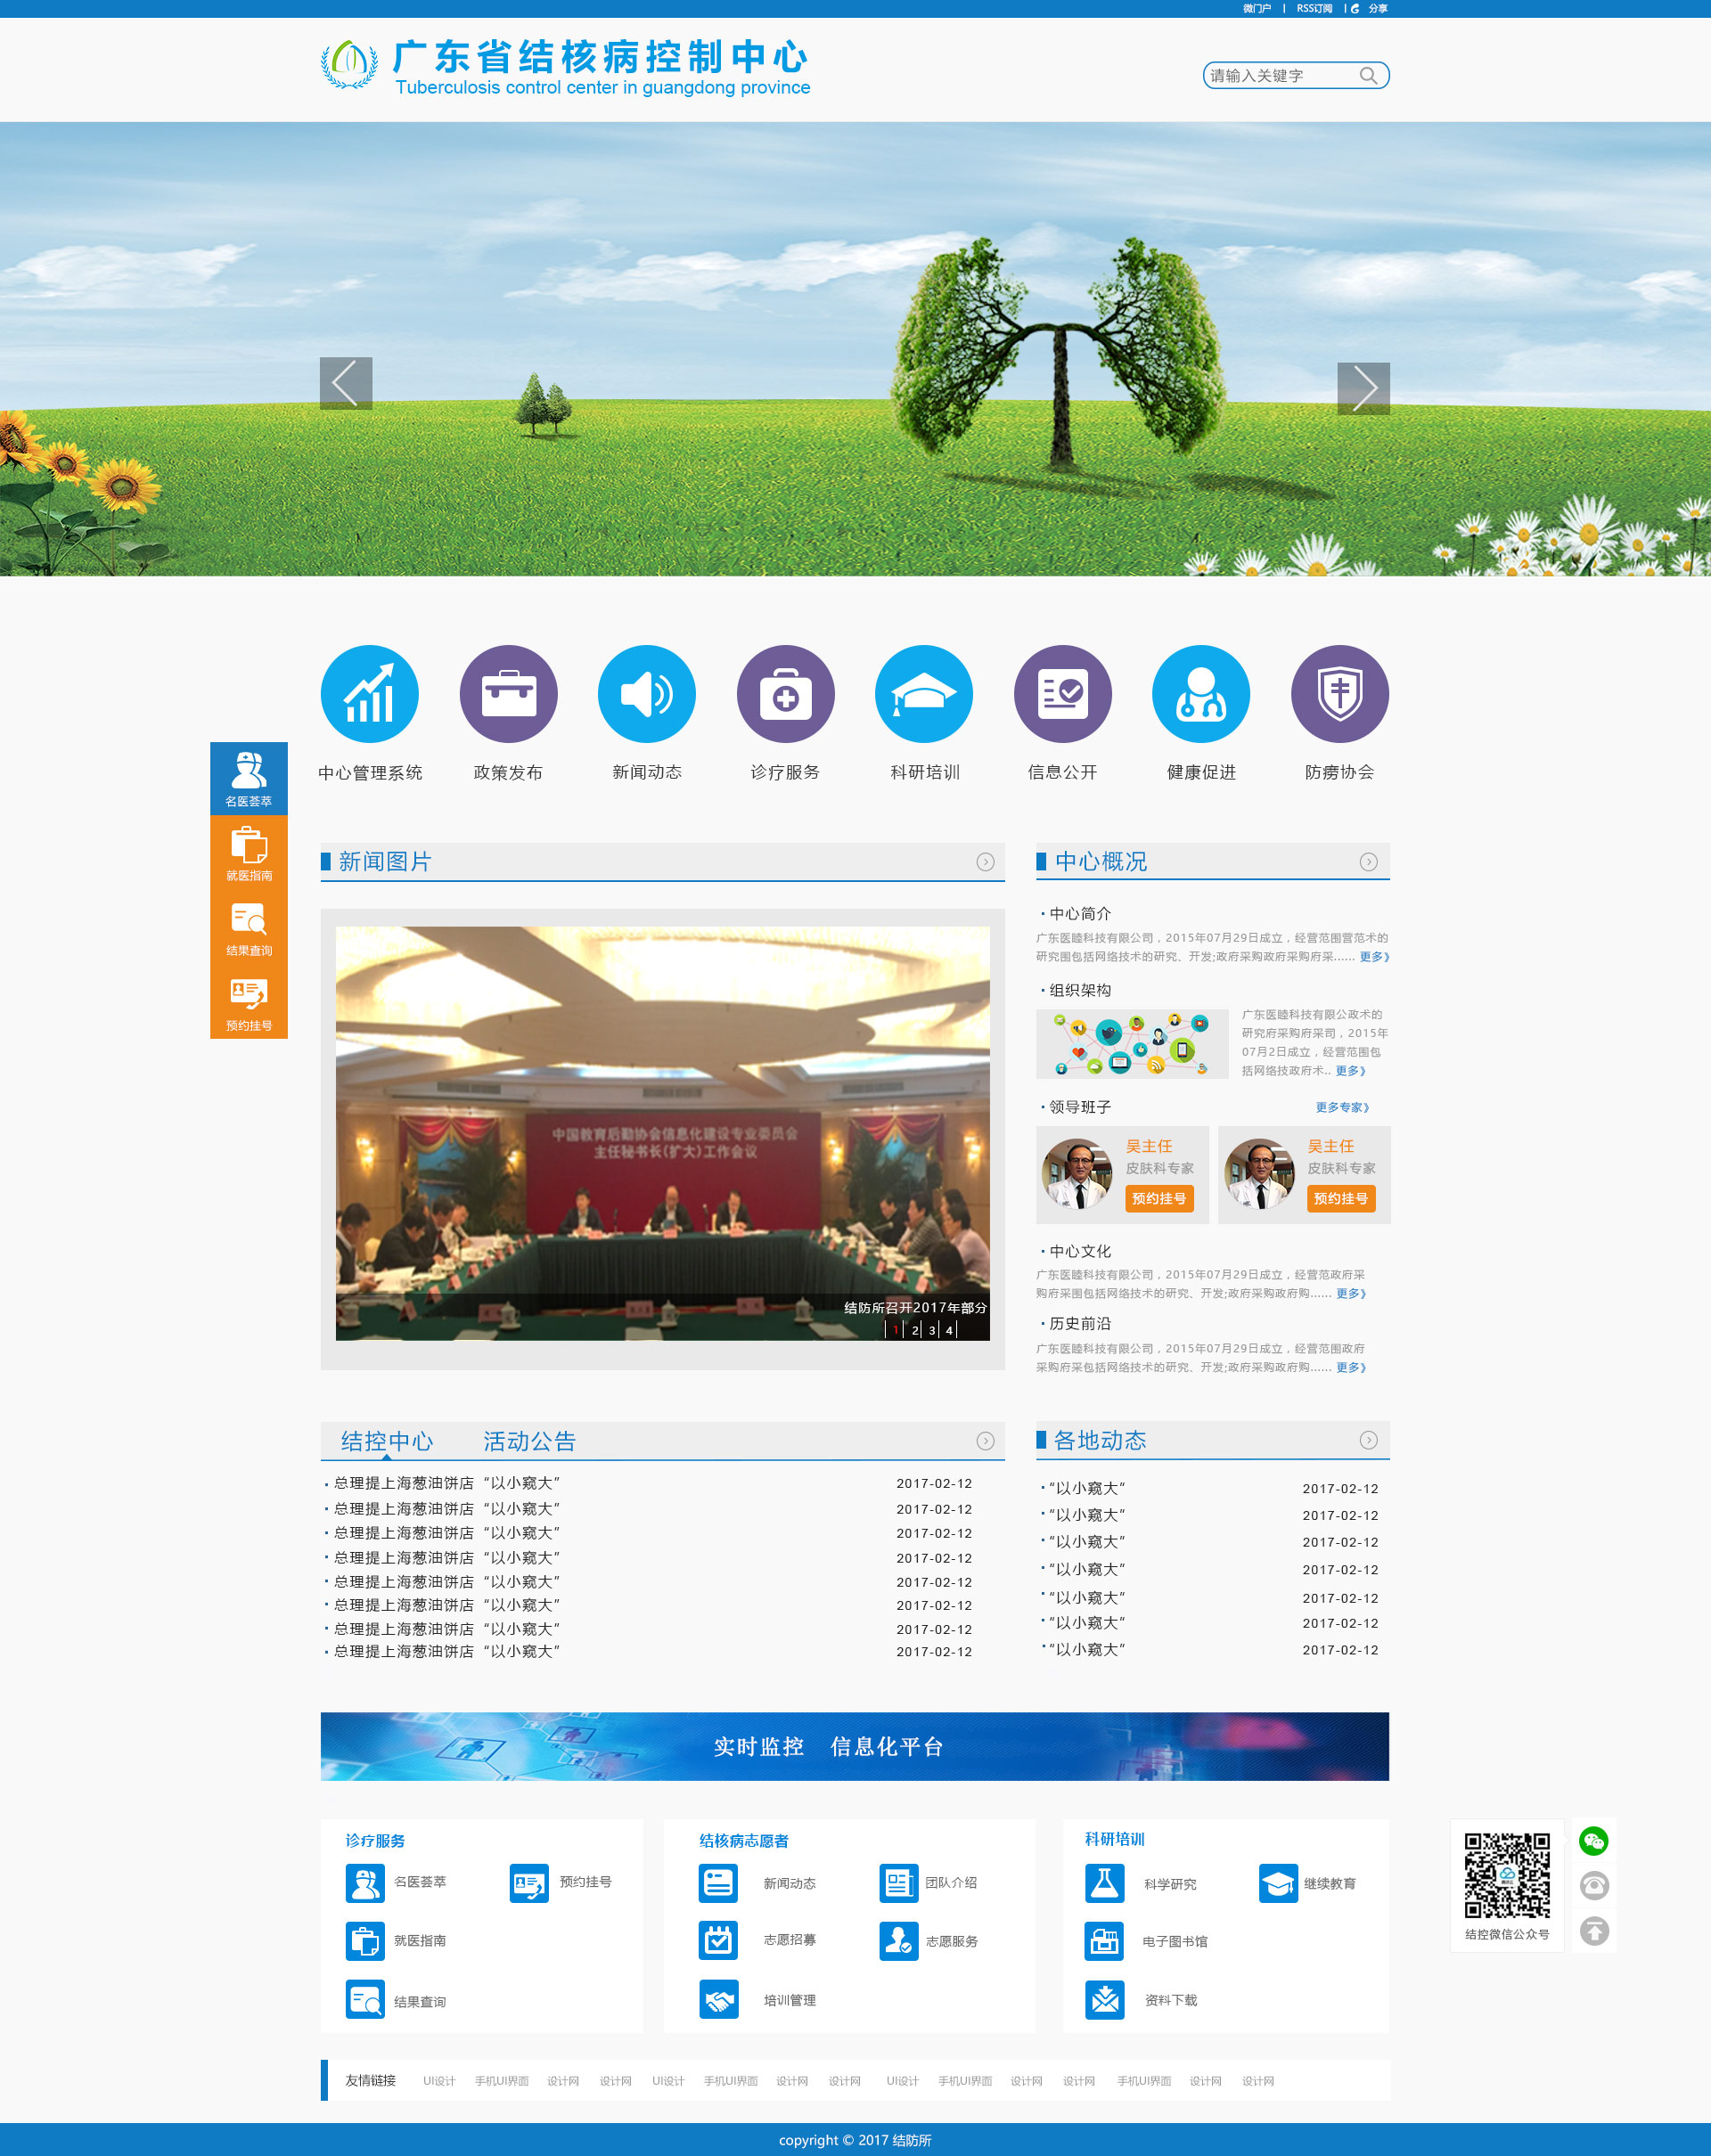 微门户 | RSS订阅 | 分享
广东省结核病控制中心
Tuberculosis control center in guangdong province
请输入关键字
中心管理系统
政策发布
新闻动态
诊疗服务
科研培训
信息公开
健康促进
防痨协会
名医荟萃
就医指南
结果查询
预约挂号
新闻图片
中国教育后勤协会信息化建设专业委员会
主任秘书长(扩大)工作会议
结防所召开2017年部分
1 2 3 4
中心概况
中心简介
广东医睦科技有限公司，2015年07月29日成立，经营范围营范术的
研究围包括网络技术的研究、开发;政府采购政府采购府采...... 更多》
组织架构
广东医睦科技有限公政术的
研究府采购府采司，2015年
07月2日成立，经营范围包
括网络技政府术.. 更多》
领导班子
更多专家》
吴主任
皮肤科专家
预约挂号
吴主任
皮肤科专家
预约挂号
中心文化
广东医睦科技有限公司，2015年07月29日成立，经营范政府采
购府采围包括网络技术的研究、开发;政府采购政府购...... 更多》
历史前沿
广东医睦科技有限公司，2015年07月29日成立，经营范围政府
采购府采包括网络技术的研究、开发;政府采购政府购...... 更多》
结控中心 活动公告
总理提上海葱油饼店 “以小窥大” 2017-02-12
总理提上海葱油饼店 “以小窥大” 2017-02-12
总理提上海葱油饼店 “以小窥大” 2017-02-12
总理提上海葱油饼店 “以小窥大” 2017-02-12
总理提上海葱油饼店 “以小窥大” 2017-02-12
总理提上海葱油饼店 “以小窥大” 2017-02-12
总理提上海葱油饼店 “以小窥大” 2017-02-12
总理提上海葱油饼店 “以小窥大” 2017-02-12
各地动态
“以小窥大” 2017-02-12
“以小窥大” 2017-02-12
“以小窥大” 2017-02-12
“以小窥大” 2017-02-12
“以小窥大” 2017-02-12
“以小窥大” 2017-02-12
“以小窥大” 2017-02-12
实时监控 信息化平台
诊疗服务
名医荟萃 预约挂号
就医指南
结果查询
结核病志愿者
新闻动态 团队介绍
志愿招募 志愿服务
培训管理
科研培训
科学研究 继续教育
电子图书馆
资料下载
结控微信公众号
友情链接 UI设计 手机UI界面 设计网 设计网 UI设计 手机UI界面 设计网 设计网 UI设计 手机UI界面 设计网 设计网 手机UI界面 设计网 设计网
copyright © 2017 结防所